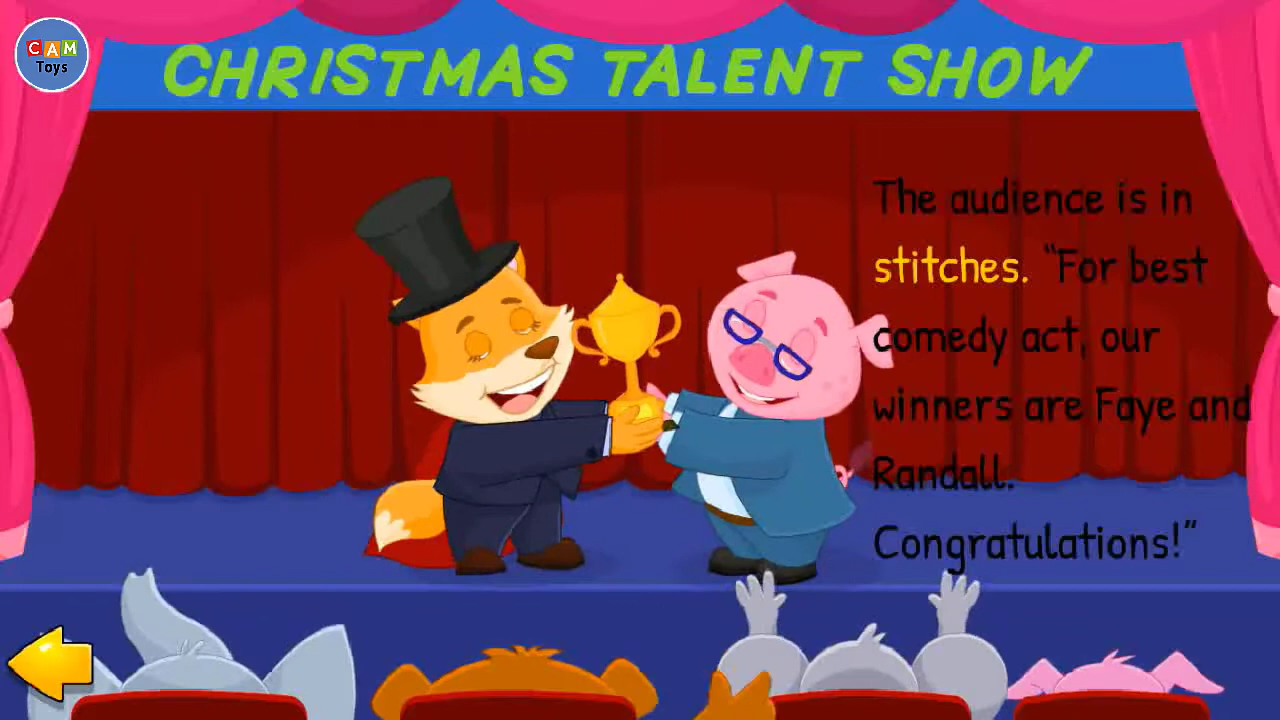 CAM
Toys
CHRISTMAS TALENT SHOW
The audience is in
stitches. “For best
comedy act, our
winners are Faye and
Randall.
Congratulations!”